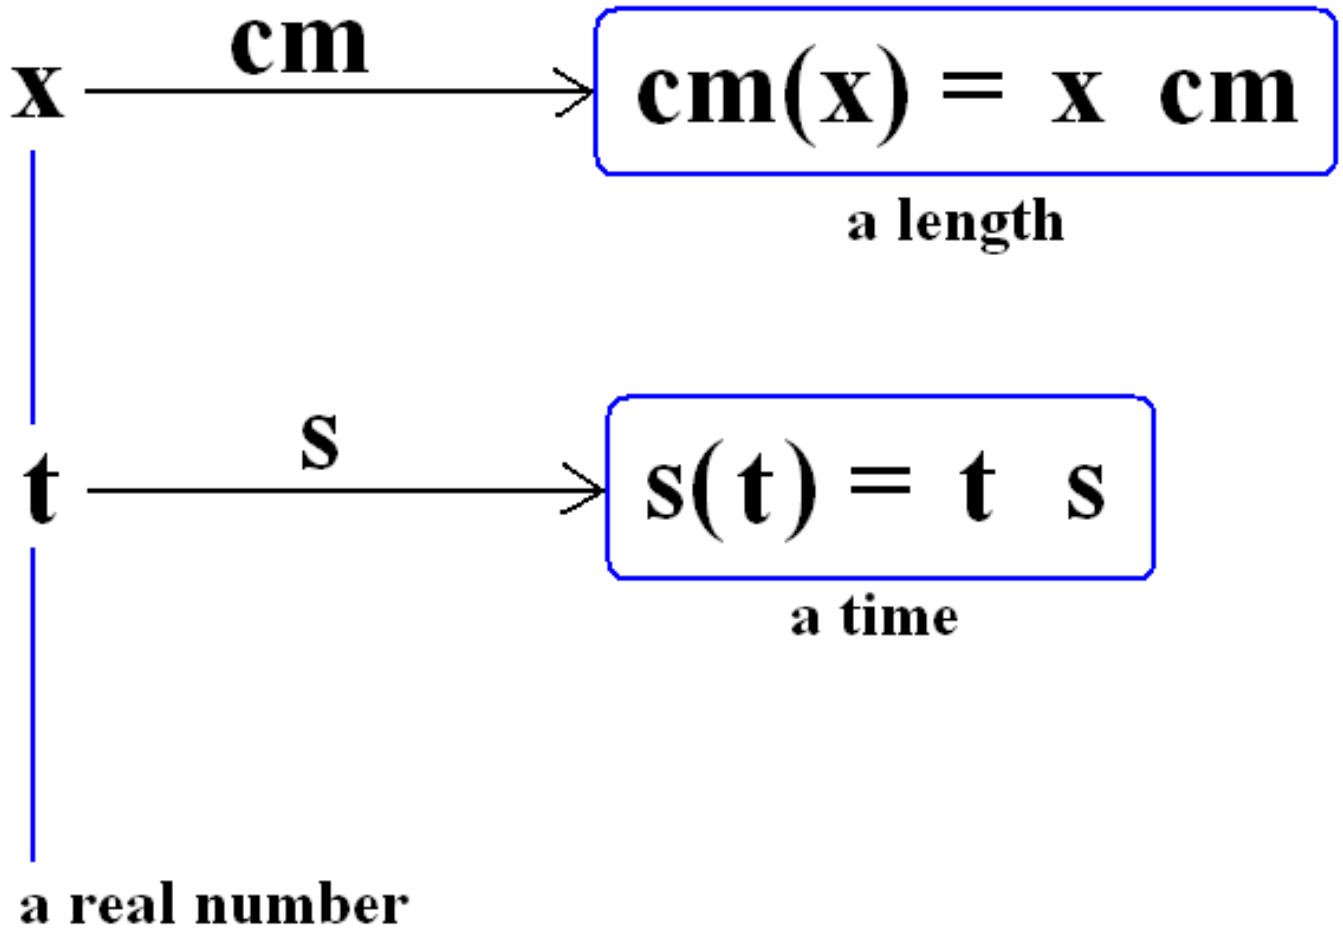 cm
x
cm(x) = x cm
a length
s
t
s(t) = t s
a time
a real number